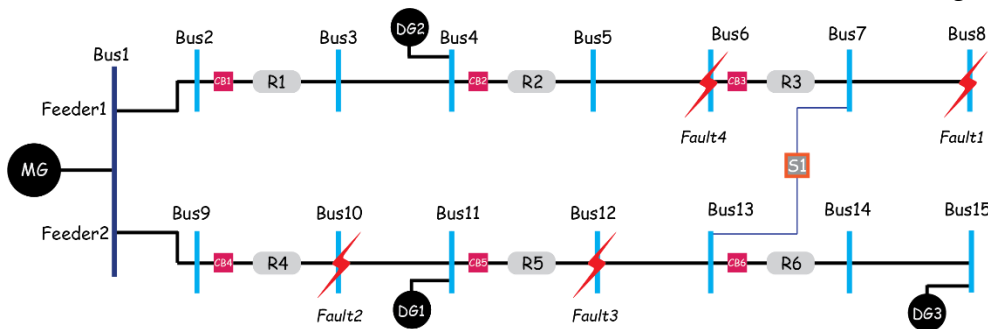 DG2
Bus1
Bus2
Bus3
Bus4
Bus5
Bus6
Bus7
Bus8
CB1
R1
CB2
R2
CB3
R3
Feeder1
Fault4
Fault1
MG
S1
Feeder2
Bus9
Bus10
Bus11
Bus12
Bus13
Bus14
Bus15
CB4
R4
CB5
R5
CB6
R6
Fault2
DG1
Fault3
DG3